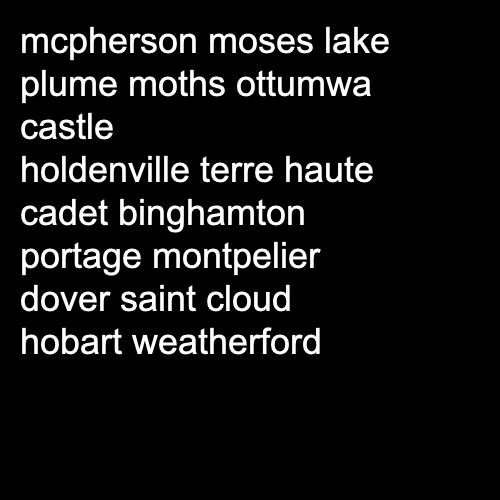 mcpherson moses lake
plume moths ottumwa
castle
holdenville terre haute
cadet binghamton
portage montpelier
dover saint cloud
hobart weatherford